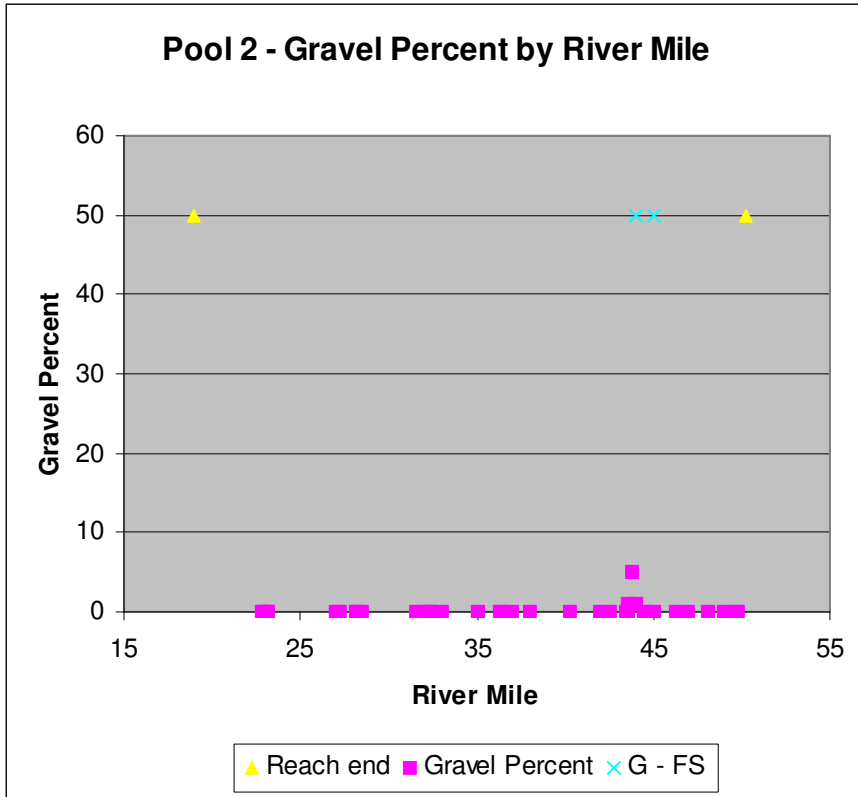 Pool 2 - Gravel Percent by River Mile
60
50
40
30
20
10
0
Gravel Percent
15 25 35 45 55
River Mile
Reach end Gravel Percent G - FS